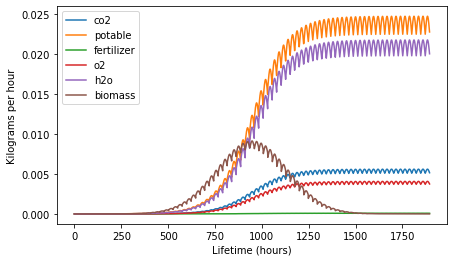 0.025
0.020
0.015
0.010
0.005
0.000
Kilograms per hour
co2
potable
fertilizer
o2
h2o
biomass
0 250 500 750 1000 1250 1500 1750
Lifetime (hours)